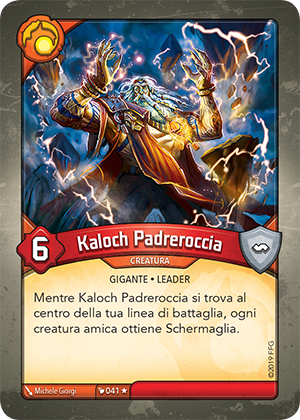 Kaloch Padreroccia
6
CREATURA
GIGANTE • LEADER
Mentre Kaloch Padreroccia si trova al
centro della tua linea di battaglia, ogni
creatura amica ottiene Schermaglia.
©2019 FFG
Michele Giorgi
041★